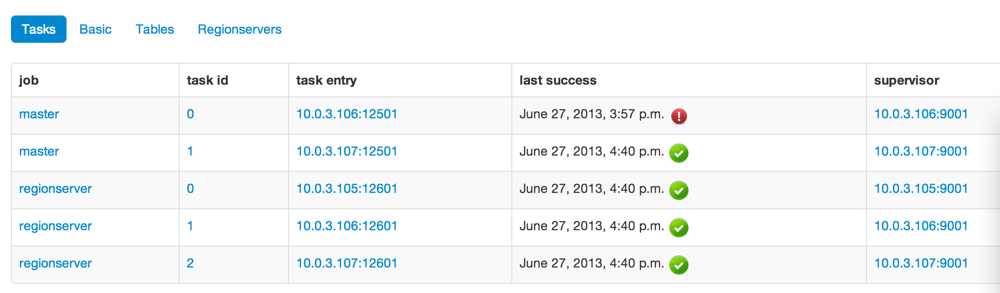 Tasks Basic Tables Regionservers
job task id task entry last success supervisor
master 0 10.0.3.106:12501 June 27, 2013, 3:57 p.m. 10.0.3.106:9001
master 1 10.0.3.107:12501 June 27, 2013, 4:40 p.m. 10.0.3.107:9001
regionserver 0 10.0.3.105:12601 June 27, 2013, 4:40 p.m. 10.0.3.105:9001
regionserver 1 10.0.3.106:12601 June 27, 2013, 4:40 p.m. 10.0.3.106:9001
regionserver 2 10.0.3.107:12601 June 27, 2013, 4:40 p.m. 10.0.3.107:9001